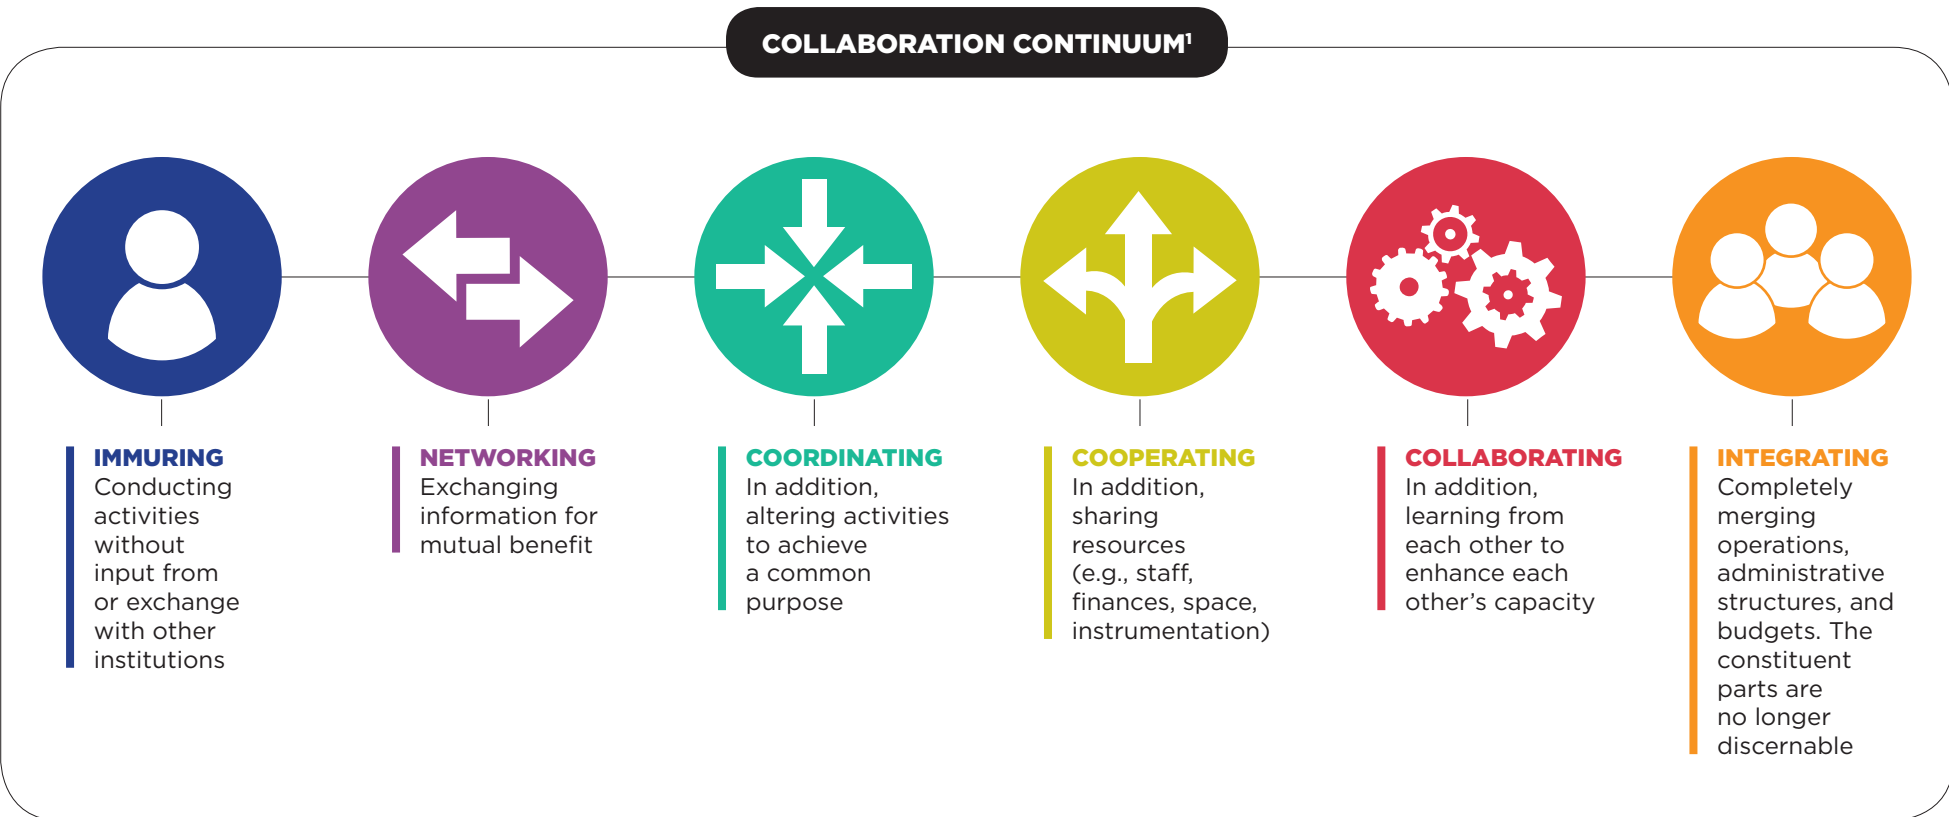 COLLABORATION CONTINUUM¹
IMMURING
Conducting
activities
without
input from
or exchange
with other
institutions
NETWORKING
Exchanging
information for
mutual benefit
COORDINATING
In addition,
altering activities
to achieve
a common
purpose
COOPERATING
In addition,
sharing
resources
(e.g., staff,
finances, space,
instrumentation)
COLLABORATING
In addition,
learning from
each other to
enhance each
other’s capacity
INTEGRATING
Completely
merging
operations,
administrative
structures, and
budgets. The
constituent
parts are
no longer
discernable